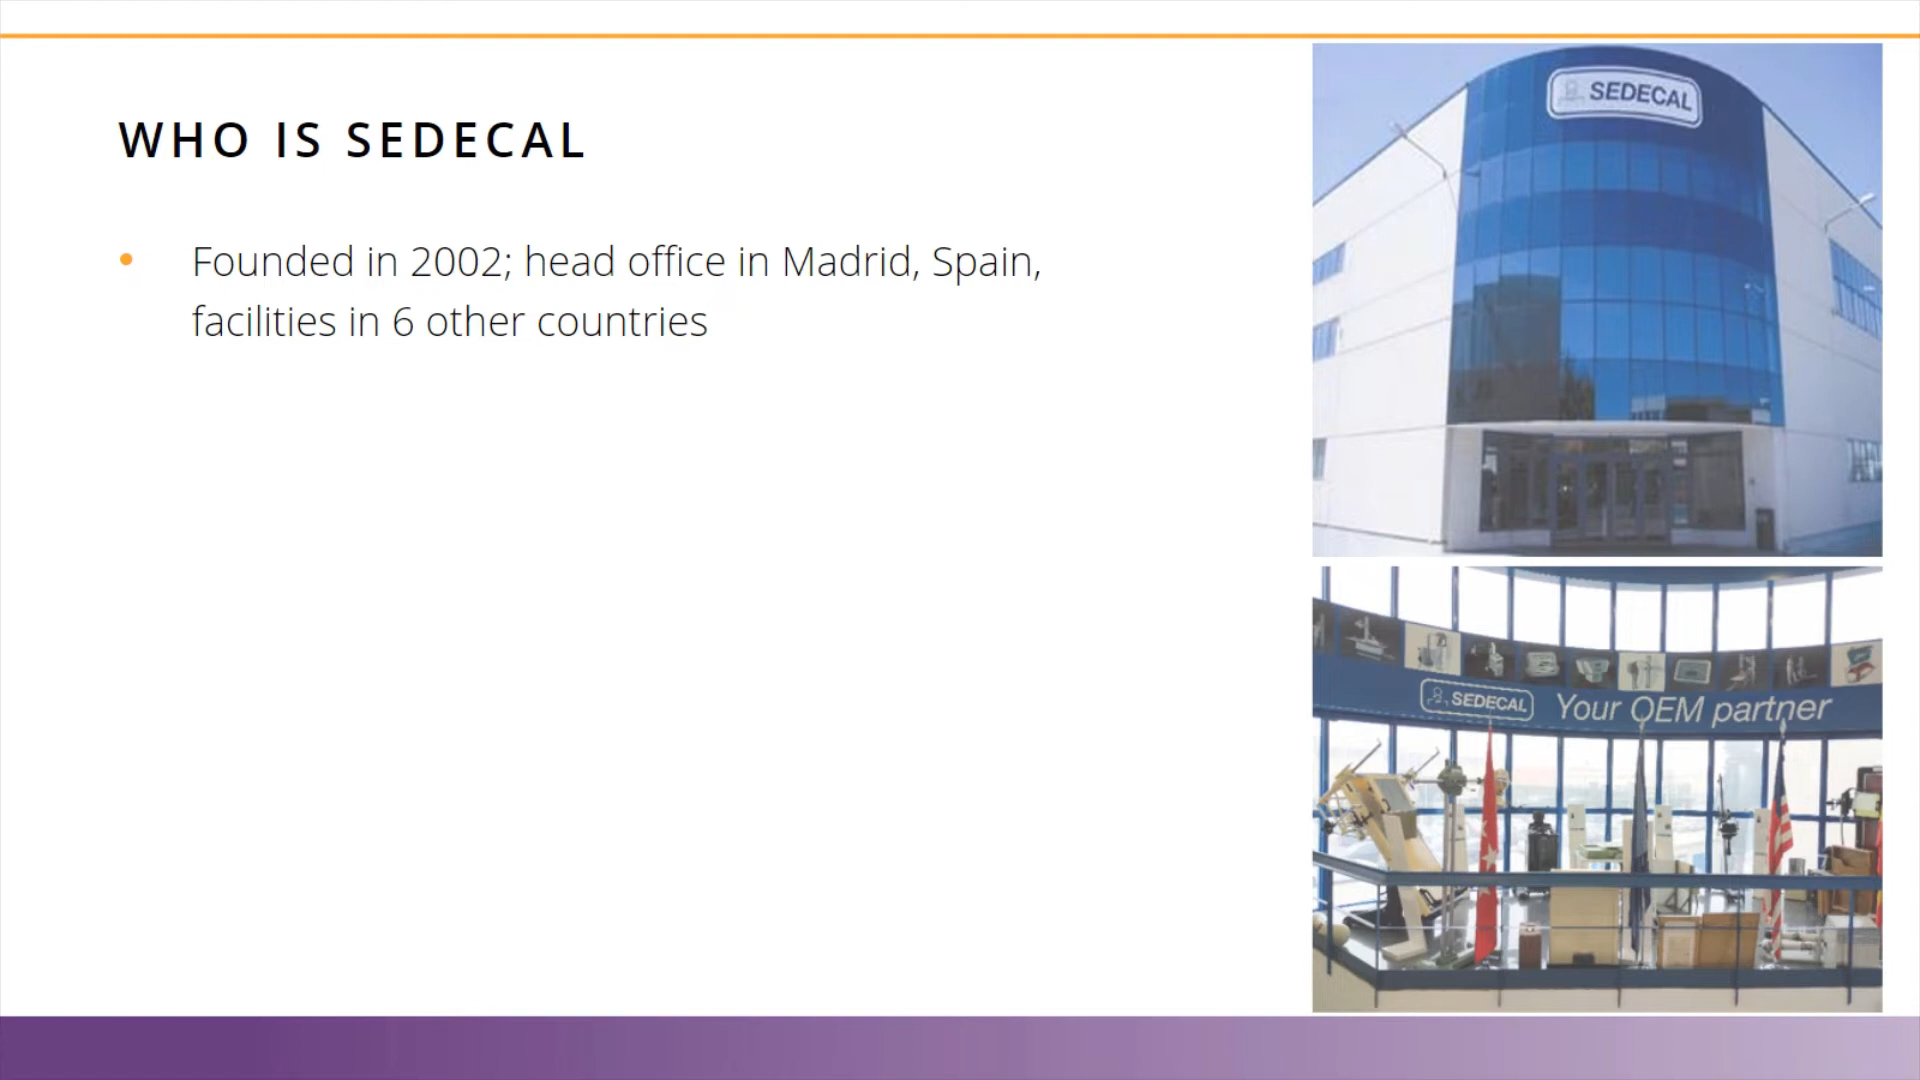 WHO IS SEDECAL
• Founded in 2002; head office in Madrid, Spain,
facilities in 6 other countries
SEDECAL
SEDECAL Your OEM partner